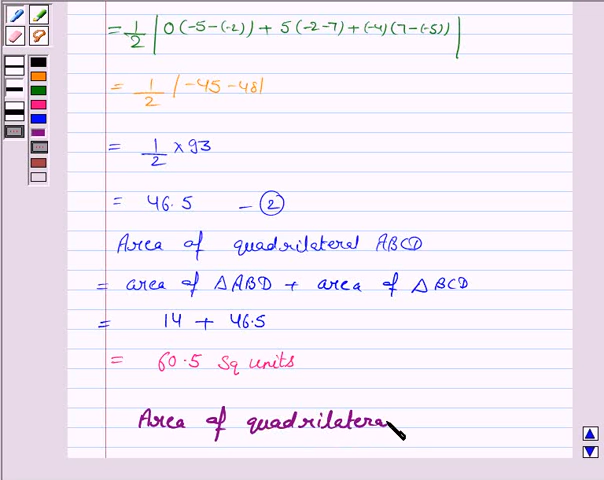 = 1/2 | 0(-5-(-2)) + 5(-2-7) + (-4)(7-(-5)) |
= 1/2 |-45-48|
= 1/2 × 93
= 46.5 - ②
Area of quadrilateral ABCD
= area of △ABD + area of △BCD
= 14 + 46.5
= 60.5 Sq units
Area of quadrilatera